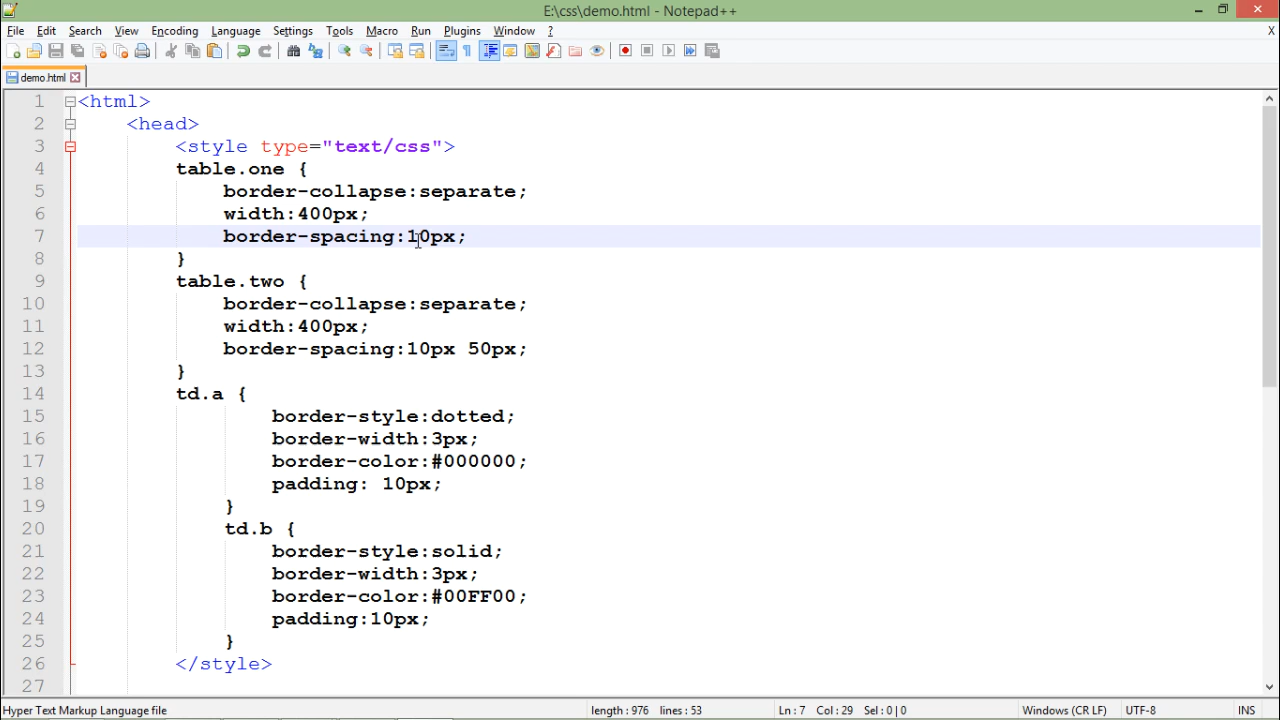 E:\css\demo.html - Notepad++
File Edit Search View Encoding Language Settings Tools Macro Run Plugins Window ? X
demo.html
1 <html>
2 <head>
3 <style type="text/css">
4 table.one {
5 border-collapse:separate;
6 width:400px;
7 border-spacing:10px;
8 }
9 table.two {
10 border-collapse:separate;
11 width:400px;
12 border-spacing:10px 50px;
13 }
14 td.a {
15 border-style:dotted;
16 border-width:3px;
17 border-color:#000000;
18 padding: 10px;
19 }
20 td.b {
21 border-style:solid;
22 border-width:3px;
23 border-color:#00FF00;
24 padding:10px;
25 }
26 </style>
27
Hyper Text Markup Language file length : 976 lines : 53 Ln : 7 Col : 29 Sel : 0 | 0 Windows (CR LF) UTF-8 INS